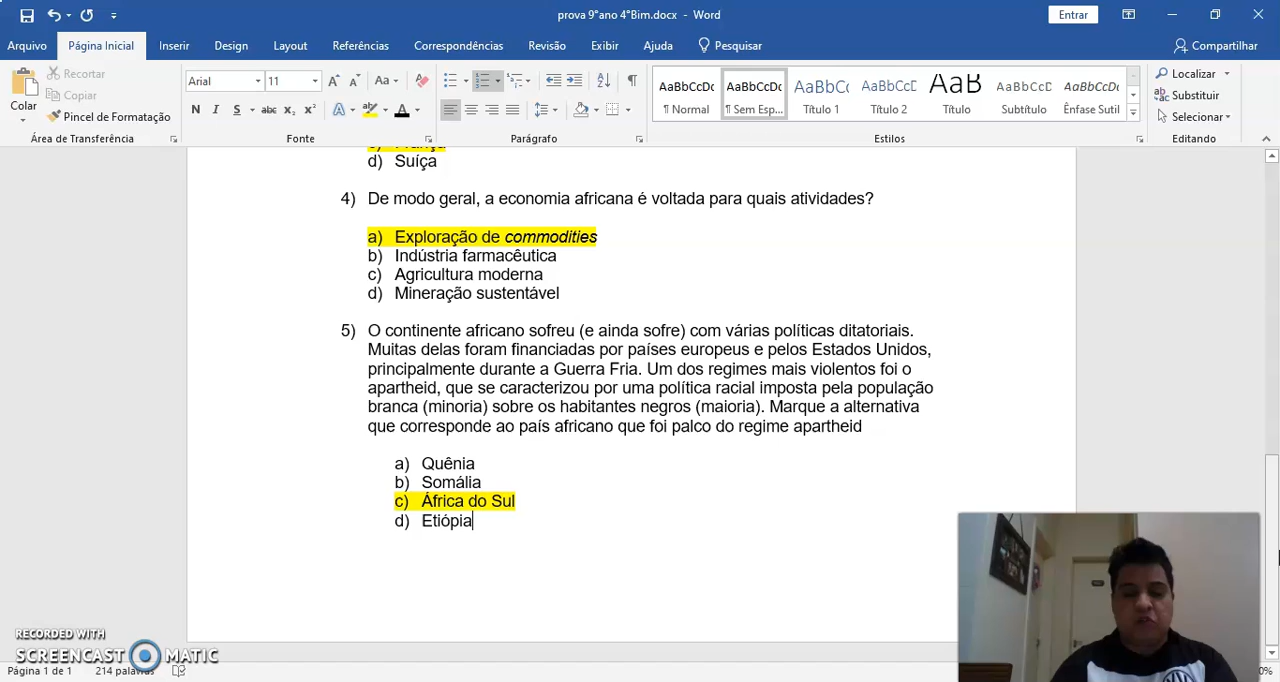 prova 9°ano 4°Bim.docx - Word
Entrar
Arquivo
Página Inicial
Inserir
Design
Layout
Referências
Correspondências
Revisão
Exibir
Ajuda
Pesquisar
Compartilhar
Colar
Recortar
Copiar
Pincel de Formatação
Área de Transferência
Arial
11
Aa
N I S abc x₂ x²
A
Fonte
Parágrafo
AaBbCcDc
¶ Normal
AaBbCcDc
¶ Sem Esp...
AaBbCc
Título 1
AaBbCcD
Título 2
AaB
Título
AaBbCcD
Subtítulo
AaBbCcDc
Ênfase Sutil
Estilos
Localizar
Substituir
Selecionar
Editando
d) Suíça
4) De modo geral, a economia africana é voltada para quais atividades?
a) Exploração de commodities
b) Indústria farmacêutica
c) Agricultura moderna
d) Mineração sustentável
5) O continente africano sofreu (e ainda sofre) com várias políticas ditatoriais.
Muitas delas foram financiadas por países europeus e pelos Estados Unidos,
principalmente durante a Guerra Fria. Um dos regimes mais violentos foi o
apartheid, que se caracterizou por uma política racial imposta pela população
branca (minoria) sobre os habitantes negros (maioria). Marque a alternativa
que corresponde ao país africano que foi palco do regime apartheid
a) Quênia
b) Somália
c) África do Sul
d) Etiópia
RECORDED WITH
SCREENCAST MATIC
Página 1 de 1
214 palavras
0%